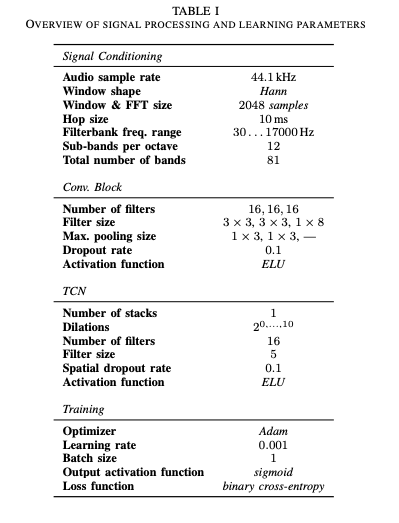 TABLE I
OVERVIEW OF SIGNAL PROCESSING AND LEARNING PARAMETERS
Signal Conditioning
Audio sample rate 44.1 kHz
Window shape Hann
Window & FFT size 2048 samples
Hop size 10 ms
Filterbank freq. range 30...17000 Hz
Sub-bands per octave 12
Total number of bands 81
Conv. Block
Number of filters 16, 16, 16
Filter size 3 × 3, 3 × 3, 1 × 8
Max. pooling size 1 × 3, 1 × 3, —
Dropout rate 0.1
Activation function ELU
TCN
Number of stacks 1
Dilations 2^0,...,10
Number of filters 16
Filter size 5
Spatial dropout rate 0.1
Activation function ELU
Training
Optimizer Adam
Learning rate 0.001
Batch size 1
Output activation function sigmoid
Loss function binary cross-entropy